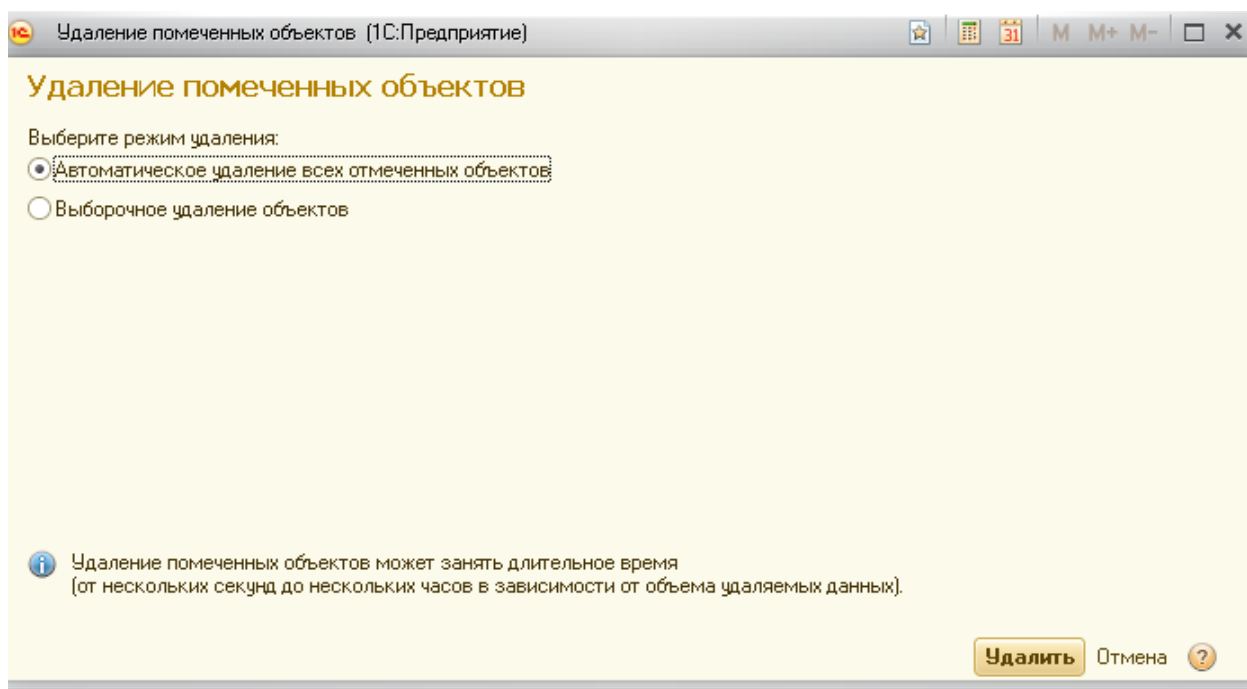 1С Удаление помеченных объектов (1С:Предприятие) 31 M M+ M-
Удаление помеченных объектов
Выберите режим удаления:
Автоматическое удаление всех отмеченных объектов
Выборочное удаление объектов
Удаление помеченных объектов может занять длительное время
(от нескольких секунд до нескольких часов в зависимости от объема удаляемых данных).
Удалить Отмена ?